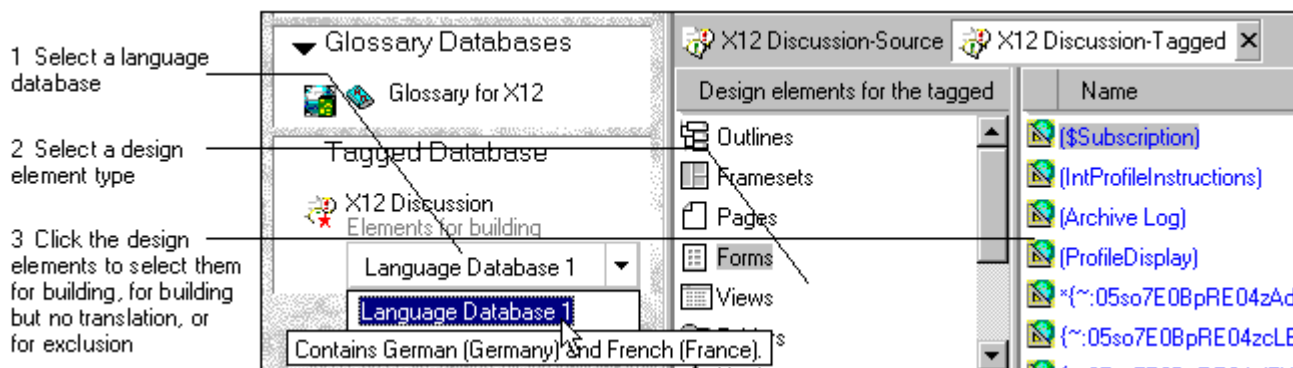 1 Select a language
database
2 Select a design
element type
3 Click the design
elements to select them
for building, for building
but no translation, or
for exclusion
Glossary Databases
Glossary for X12
Tagged Database
X12 Discussion
Elements for building
Language Database 1
Language Database 1
Contains German (Germany) and French (France).
X12 Discussion-Source
X12 Discussion-Tagged
Design elements for the tagged
Outlines
Framesets
Pages
Forms
Views
Name
($Subscription)
(IntProfileInstructions)
(Archive Log)
(ProfileDisplay)
*{~:05so7E0BpRE04zAd
{~:05so7E0BpRE04zcLE